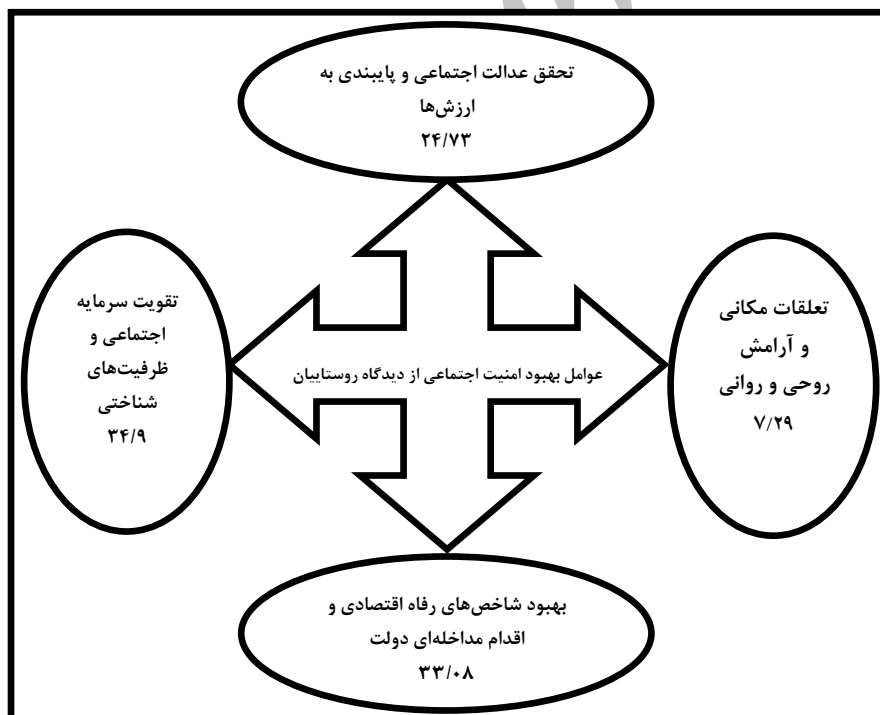 تحقق عدالت اجتماعی و پایبندی به
ارزش‌ها
۲۴/۷۳
تعلقات مکانی
و آرامش
روحی و روانی
۷/۲۹
عوامل بهبود امنیت اجتماعی از دیدگاه روستاییان
تقویت سرمایه
اجتماعی و
ظرفیت‌های
شناختی
۳۴/۹
بهبود شاخص‌های رفاه اقتصادی و
اقدام مداخله‌ای دولت
۳۳/۰۸